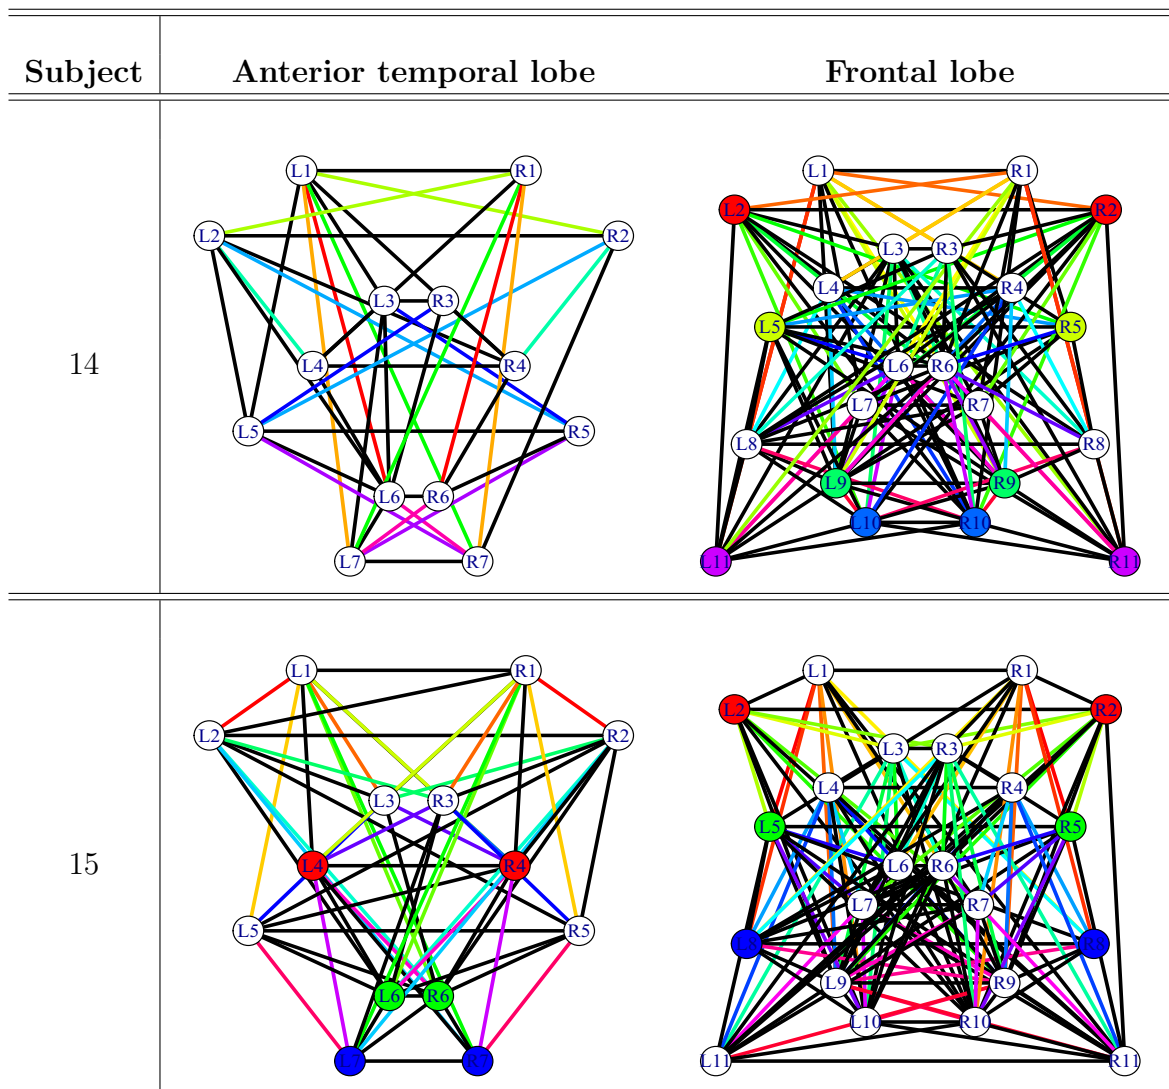 Subject Anterior temporal lobe Frontal lobe
14
L1 R1
L2 R2
L3 R3
L4 R4
L5 R5
L6 R6
L7 R7
L1 R1
L2 R2
L3 R3
L4 R4
L5 R5
L6 R6
L7 R7
L8 R8
L9 R9
L10 R10
L11 R11
15
L1 R1
L2 R2
L3 R3
L4 R4
L5 R5
L6 R6
L7 R7
L1 R1
L2 R2
L3 R3
L4 R4
L5 R5
L6 R6
L7 R7
L8 R8
L9 R9
L10 R10
L11 R11